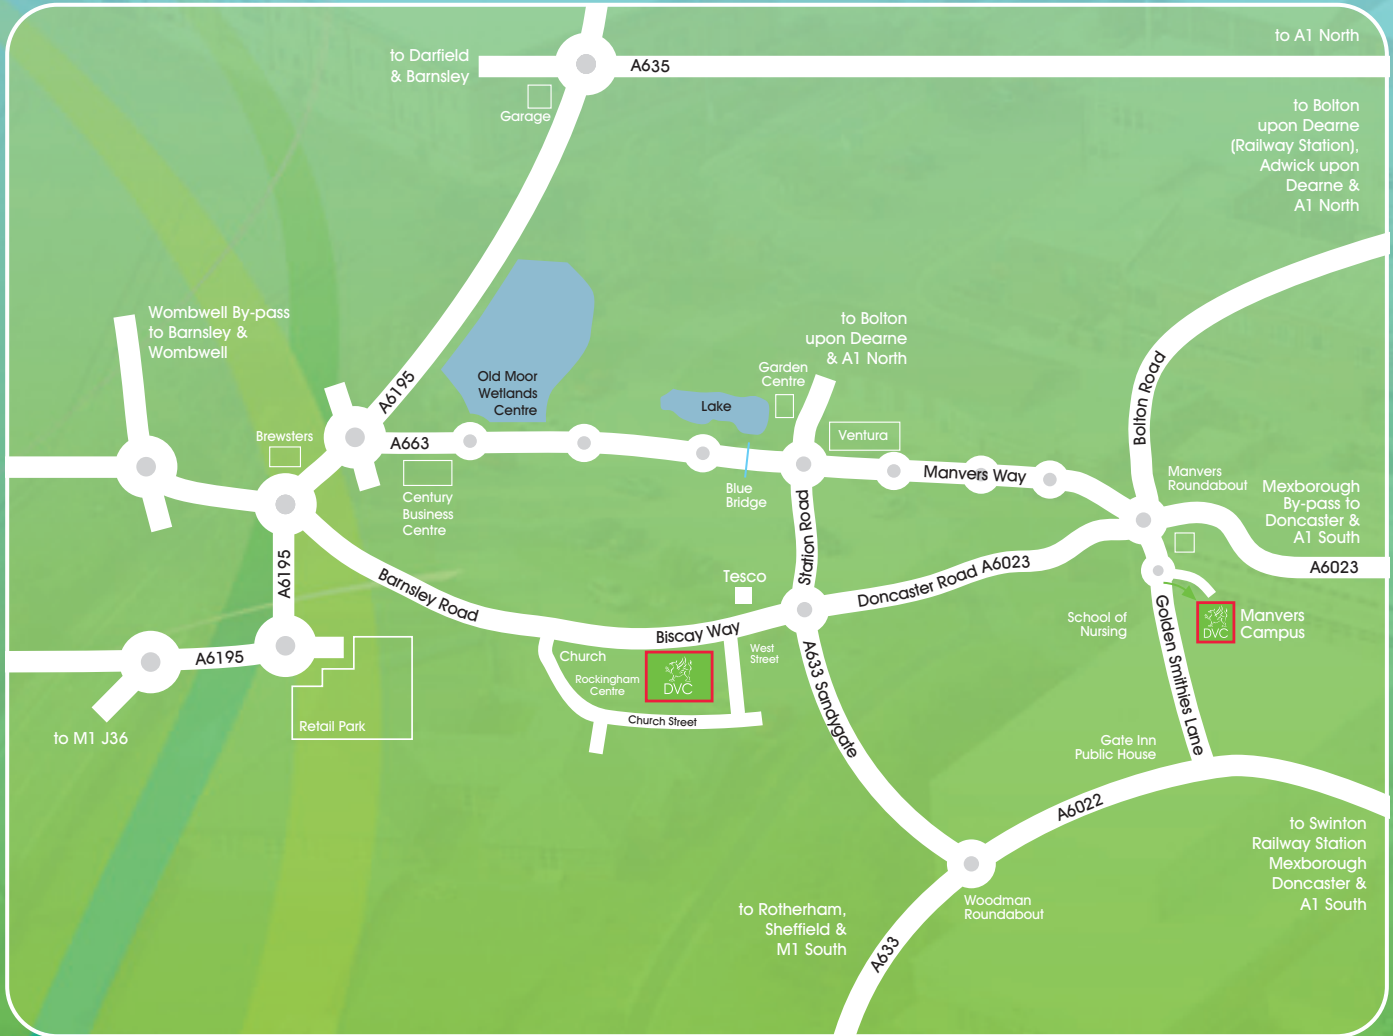 to A1 North
to Darfield
& Barnsley
A635
Garage
to Bolton
upon Dearne
(Railway Station),
Adwick upon
Dearne &
A1 North
Wombwell By-pass
to Barnsley &
Wombwell
to Bolton
upon Dearne
& A1 North
Garden
Centre
A6195
Old Moor
Wetlands
Centre
Lake
Bolton Road
Brewsters
A663
Ventura
Century
Business
Centre
Blue
Bridge
Manvers Way
Manvers
Roundabout
Mexborough
By-pass to
Doncaster &
A1 South
A6023
Station Road
A6195
Barnsley Road
Tesco
Doncaster Road A6023
Biscay Way
West
Street
School of
Nursing
Golden Smithies Lane
DVC
Manvers
Campus
A6195
Church
Rockingham
Centre
DVC
Church Street
A633 Sandygate
Retail Park
to M1 J36
Gate Inn
Public House
A6022
to Swinton
Railway Station
Mexborough
Doncaster &
A1 South
Woodman
Roundabout
to Rotherham,
Sheffield &
M1 South
A633